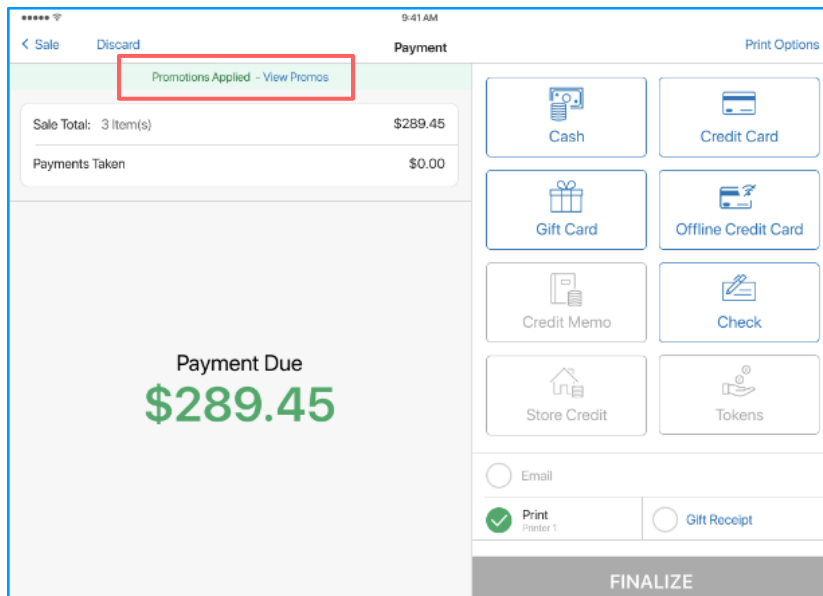 9:41 AM
Sale Discard Payment Print Options
Promotions Applied - View Promos
Sale Total: 3 Item(s) $289.45
Payments Taken $0.00
Payment Due
$289.45
Cash Credit Card
Gift Card Offline Credit Card
Credit Memo Check
Store Credit Tokens
Email
Print
Printer 1
Gift Receipt
FINALIZE